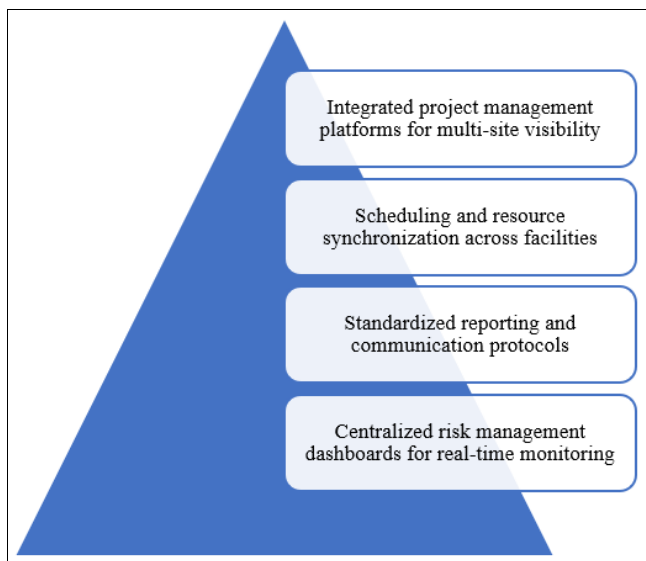 Integrated project management
platforms for multi-site visibility
Scheduling and resource
synchronization across facilities
Standardized reporting and
communication protocols
Centralized risk management
dashboards for real-time monitoring